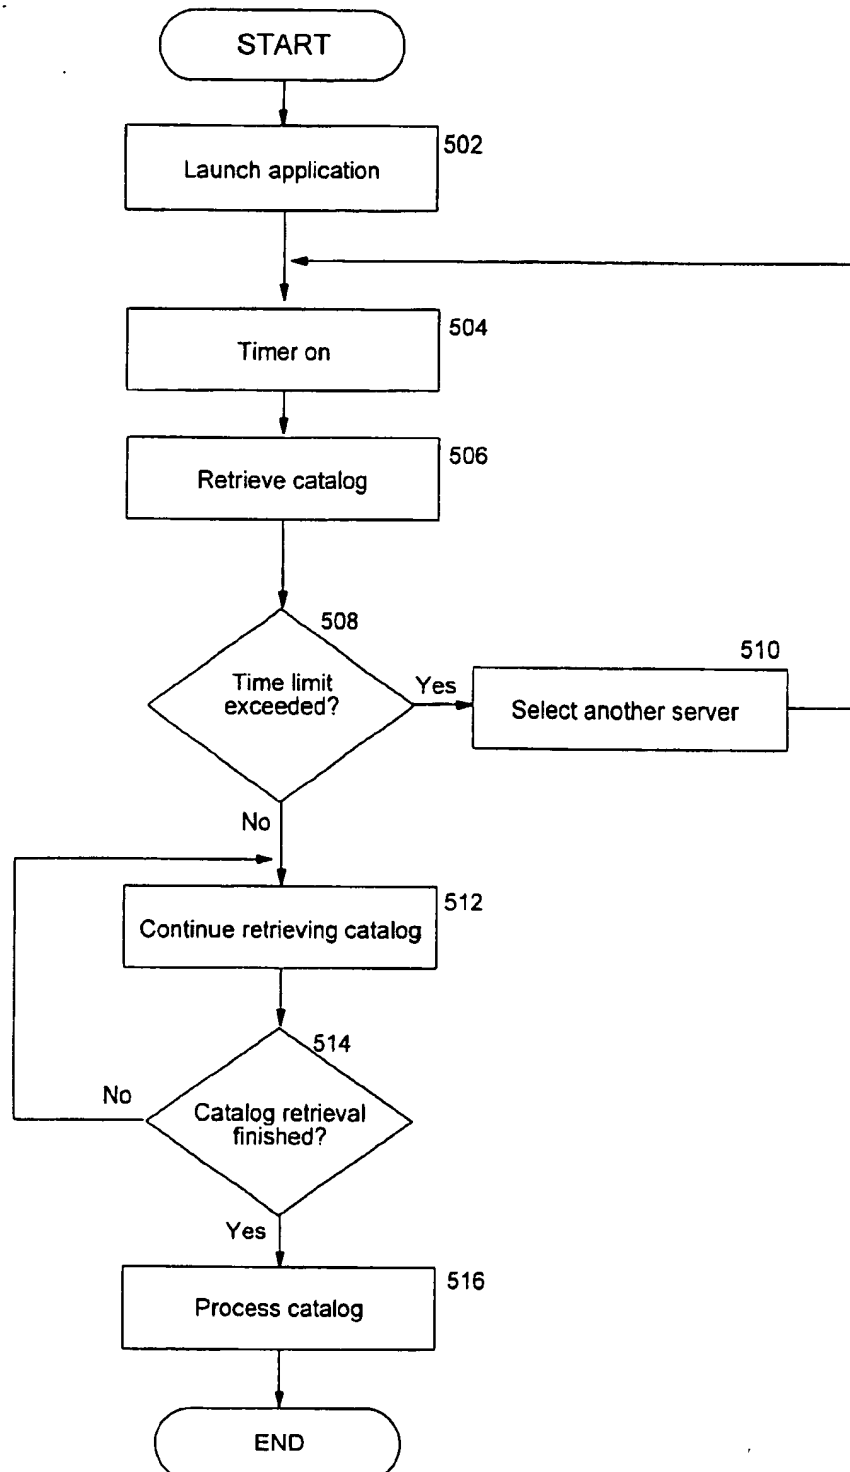 START
502
Launch application
504
Timer on
506
Retrieve catalog
508
Time limit
exceeded?
Yes
510
Select another server
No
512
Continue retrieving catalog
514
No
Catalog retrieval
finished?
Yes
516
Process catalog
END